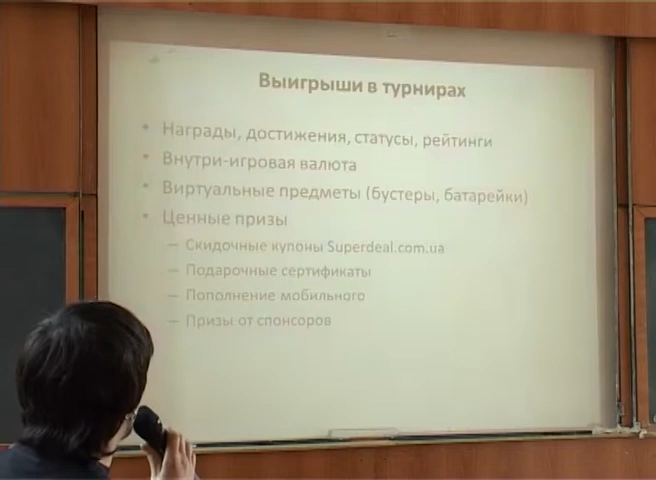 Выигрыши в турнирах
• Награды, достижения, статусы, рейтинги
• Внутри-игровая валюта
• Виртуальные предметы (бустеры, батарейки)
• Ценные призы
– Скидочные купоны Superdeal.com.ua
– Подарочные сертификаты
– Пополнение мобильного
– Призы от спонсоров